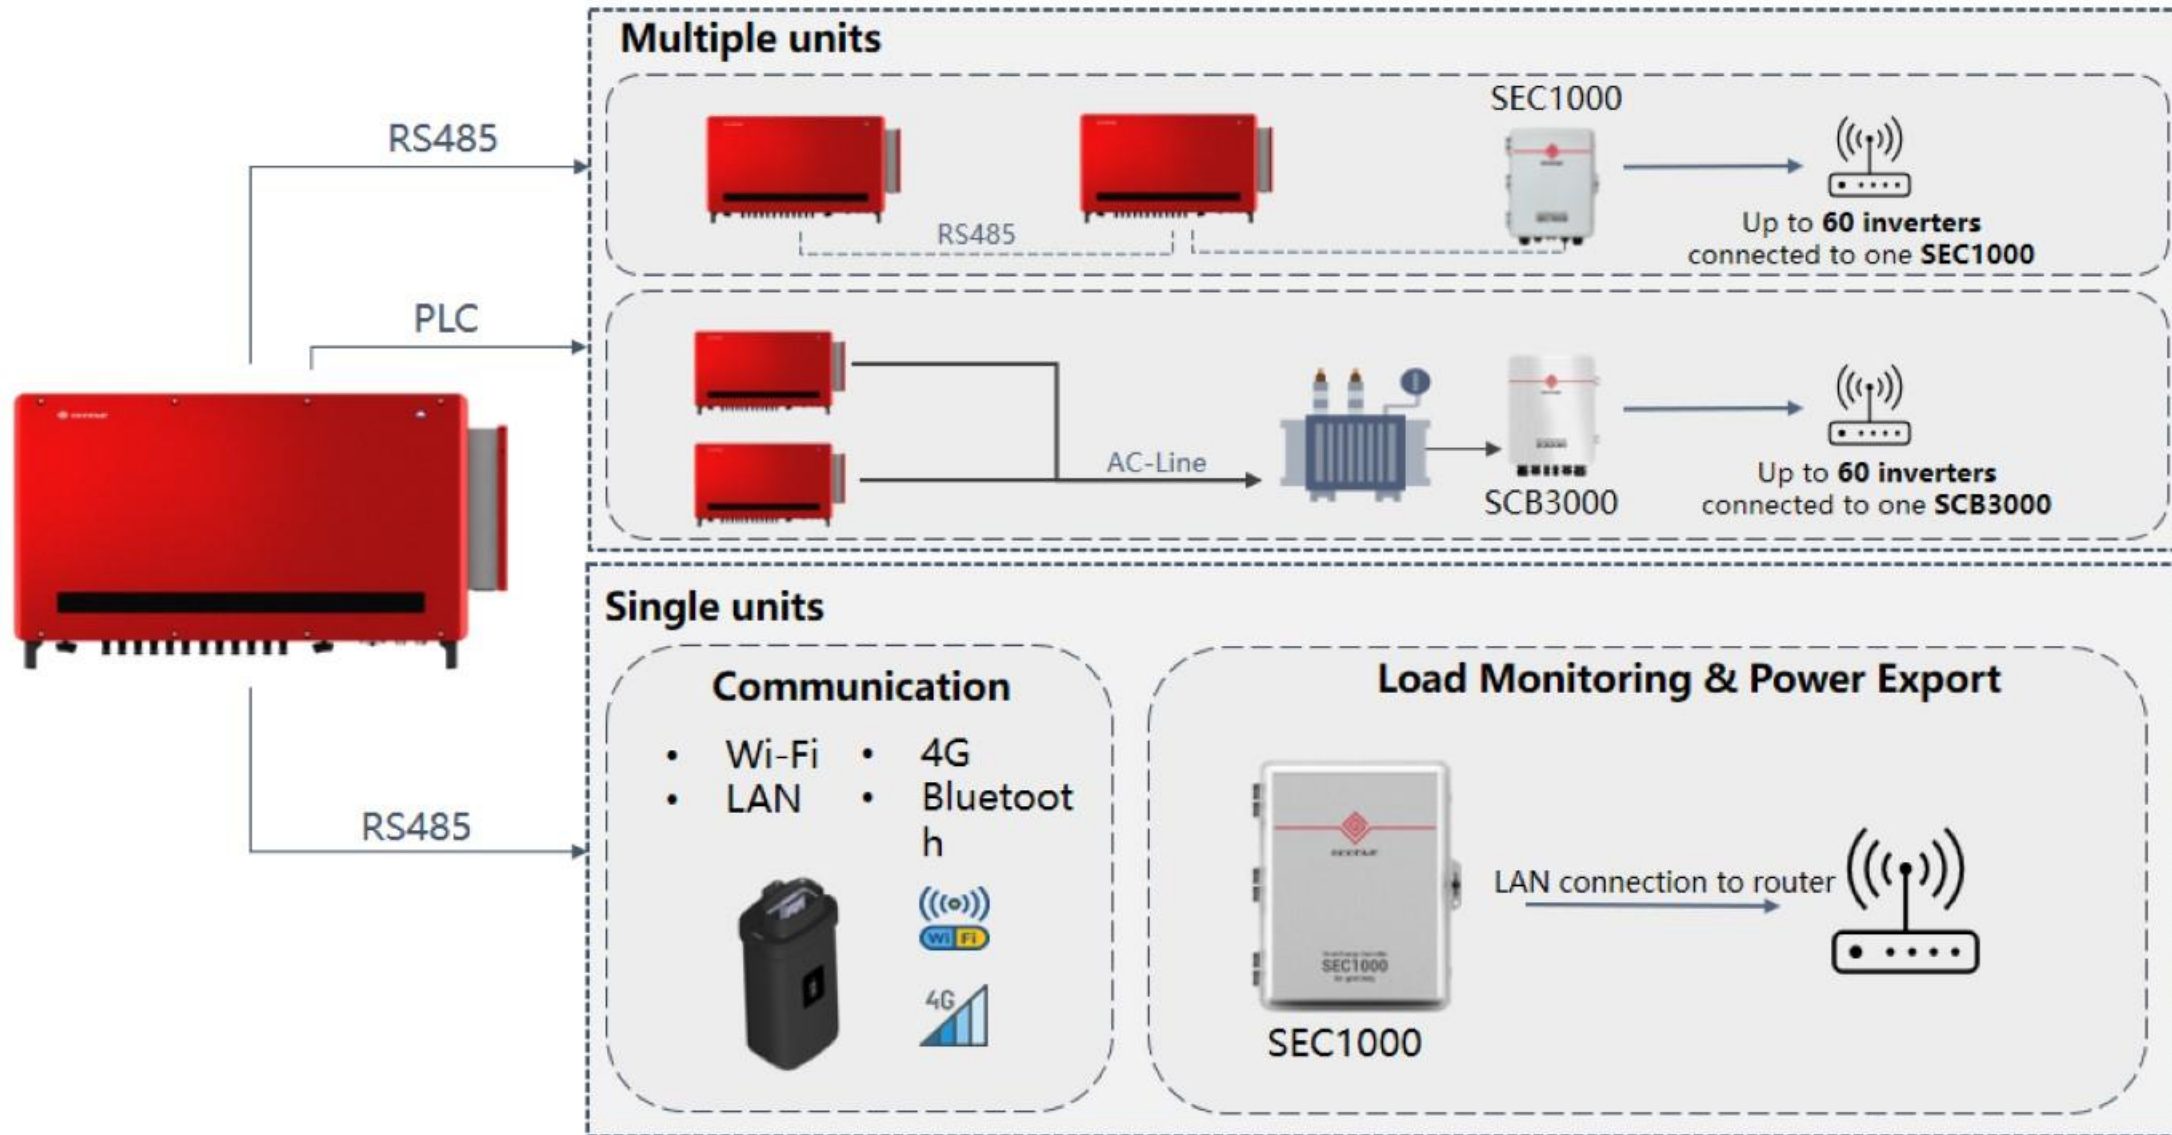 Multiple units
SEC1000
RS485
RS485
Up to 60 inverters
connected to one SEC1000
PLC
AC-Line
SCB3000
Up to 60 inverters
connected to one SCB3000
Single units
Communication
• Wi-Fi • 4G
• LAN • Bluetoot
h
Wi Fi
4G
RS485
Load Monitoring & Power Export
LAN connection to router
SEC1000
SEC1000